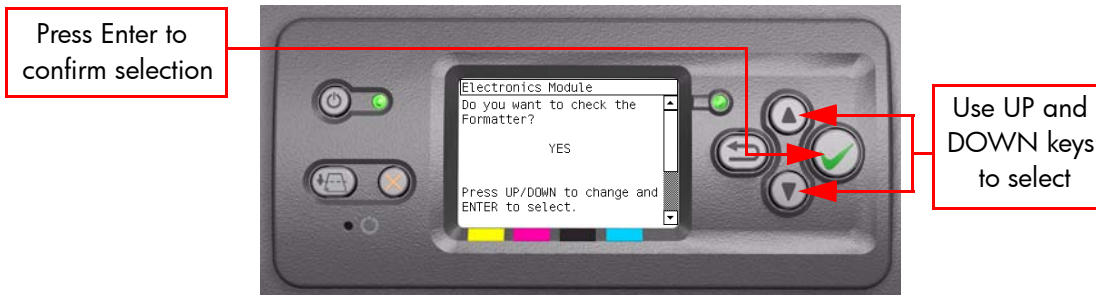 Press Enter to
confirm selection
Electronics Module
Do you want to check the
Formatter?
YES
Press UP/DOWN to change and
ENTER to select.
Use UP and
DOWN keys
to select